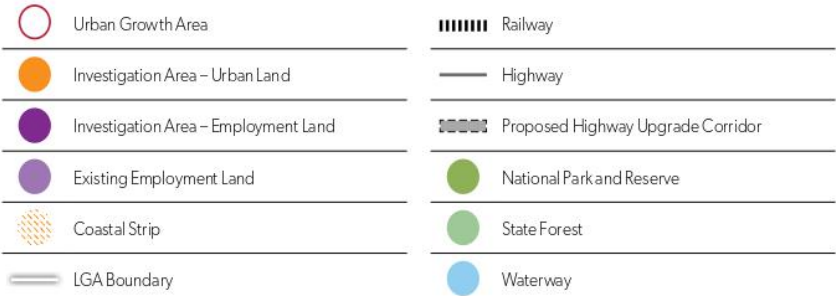 Urban Growth Area
Investigation Area – Urban Land
Investigation Area – Employment Land
Existing Employment Land
Coastal Strip
LGA Boundary
Railway
Highway
Proposed Highway Upgrade Corridor
National Park and Reserve
State Forest
Waterway